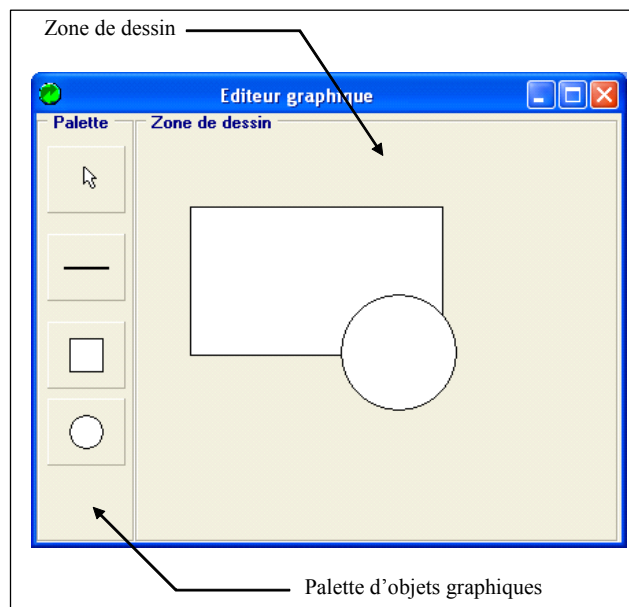 Zone de dessin
Editeur graphique
Palette
Zone de dessin
Palette d’objets graphiques